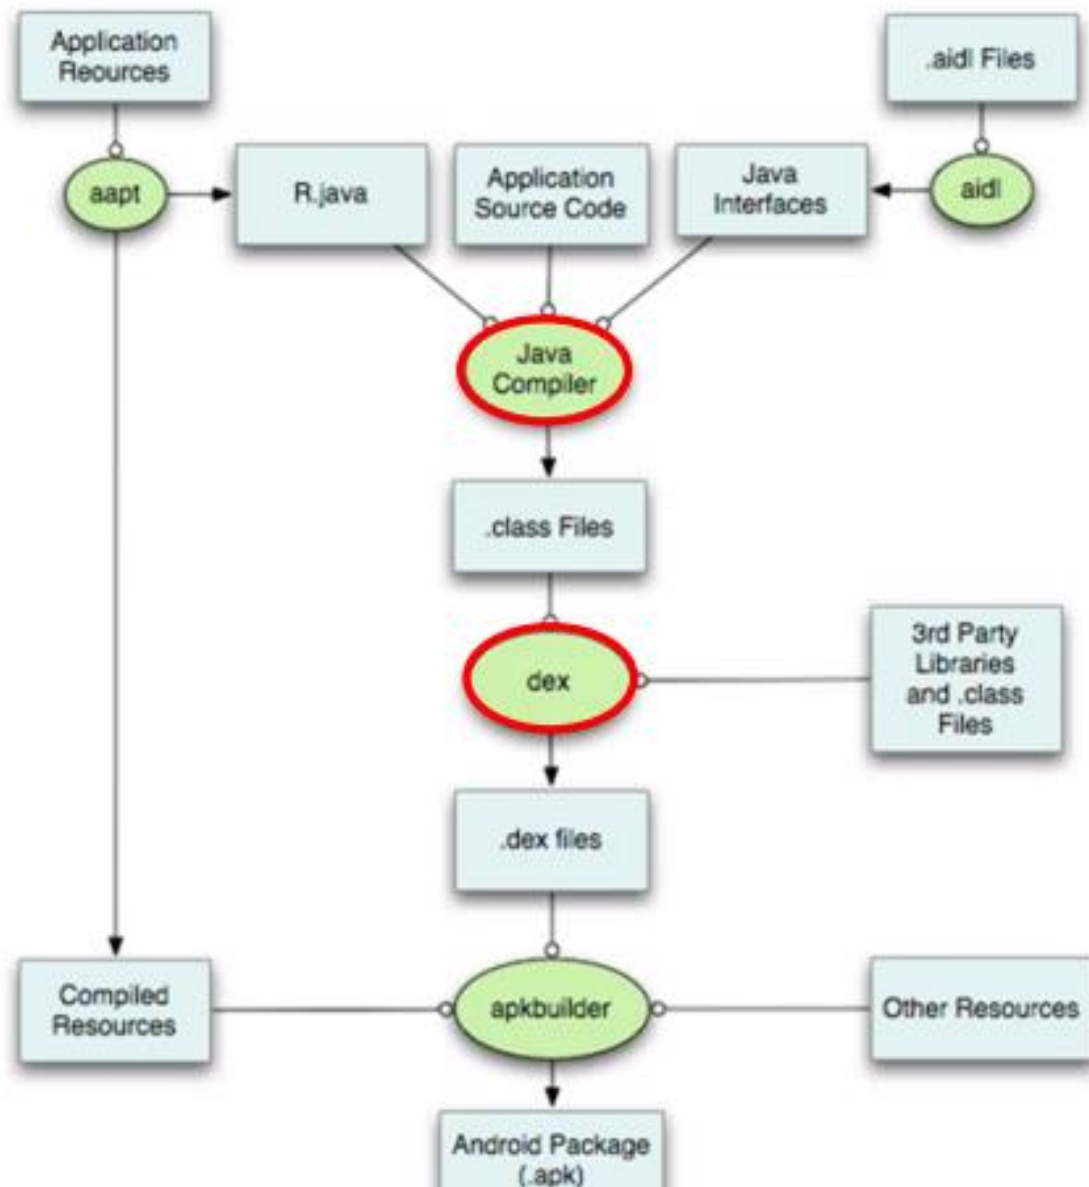 Application
Reources
.aidl Files
aapt
R.java
Application
Source Code
Java
Interfaces
aidl
Java
Compiler
.class Files
dex
3rd Party
Libraries
and .class
Files
.dex files
Compiled
Resources
apkbuilder
Other Resources
Android Package
(.apk)